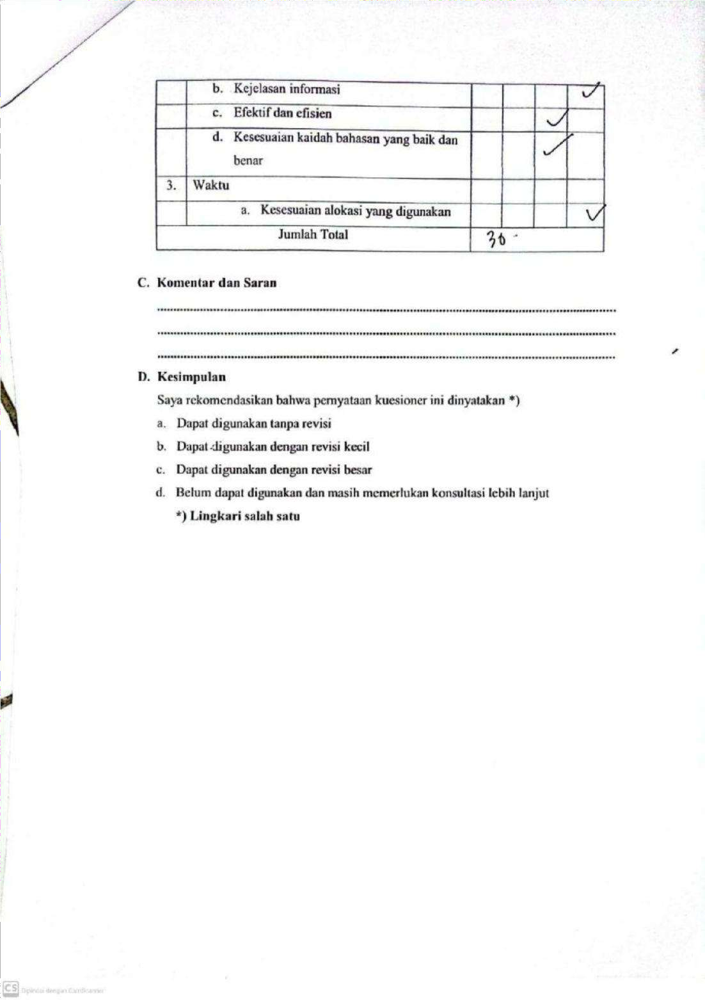 b. Kejelasan informasi ✓
c. Efektif dan efisien ✓
d. Kesesuaian kaidah bahasan yang baik dan ✓
benar
3. Waktu
a. Kesesuaian alokasi yang digunakan ✓
Jumlah Total
C. Komentar dan Saran
D. Kesimpulan
Saya rekomendasikan bahwa pernyataan kuesioner ini dinyatakan *)
a. Dapat digunakan tanpa revisi
b. Dapat digunakan dengan revisi kecil
c. Dapat digunakan dengan revisi besar
d. Belum dapat digunakan dan masih memerlukan konsultasi lebih lanjut
*) Lingkari salah satu
CS Dipindai dengan CamScanner